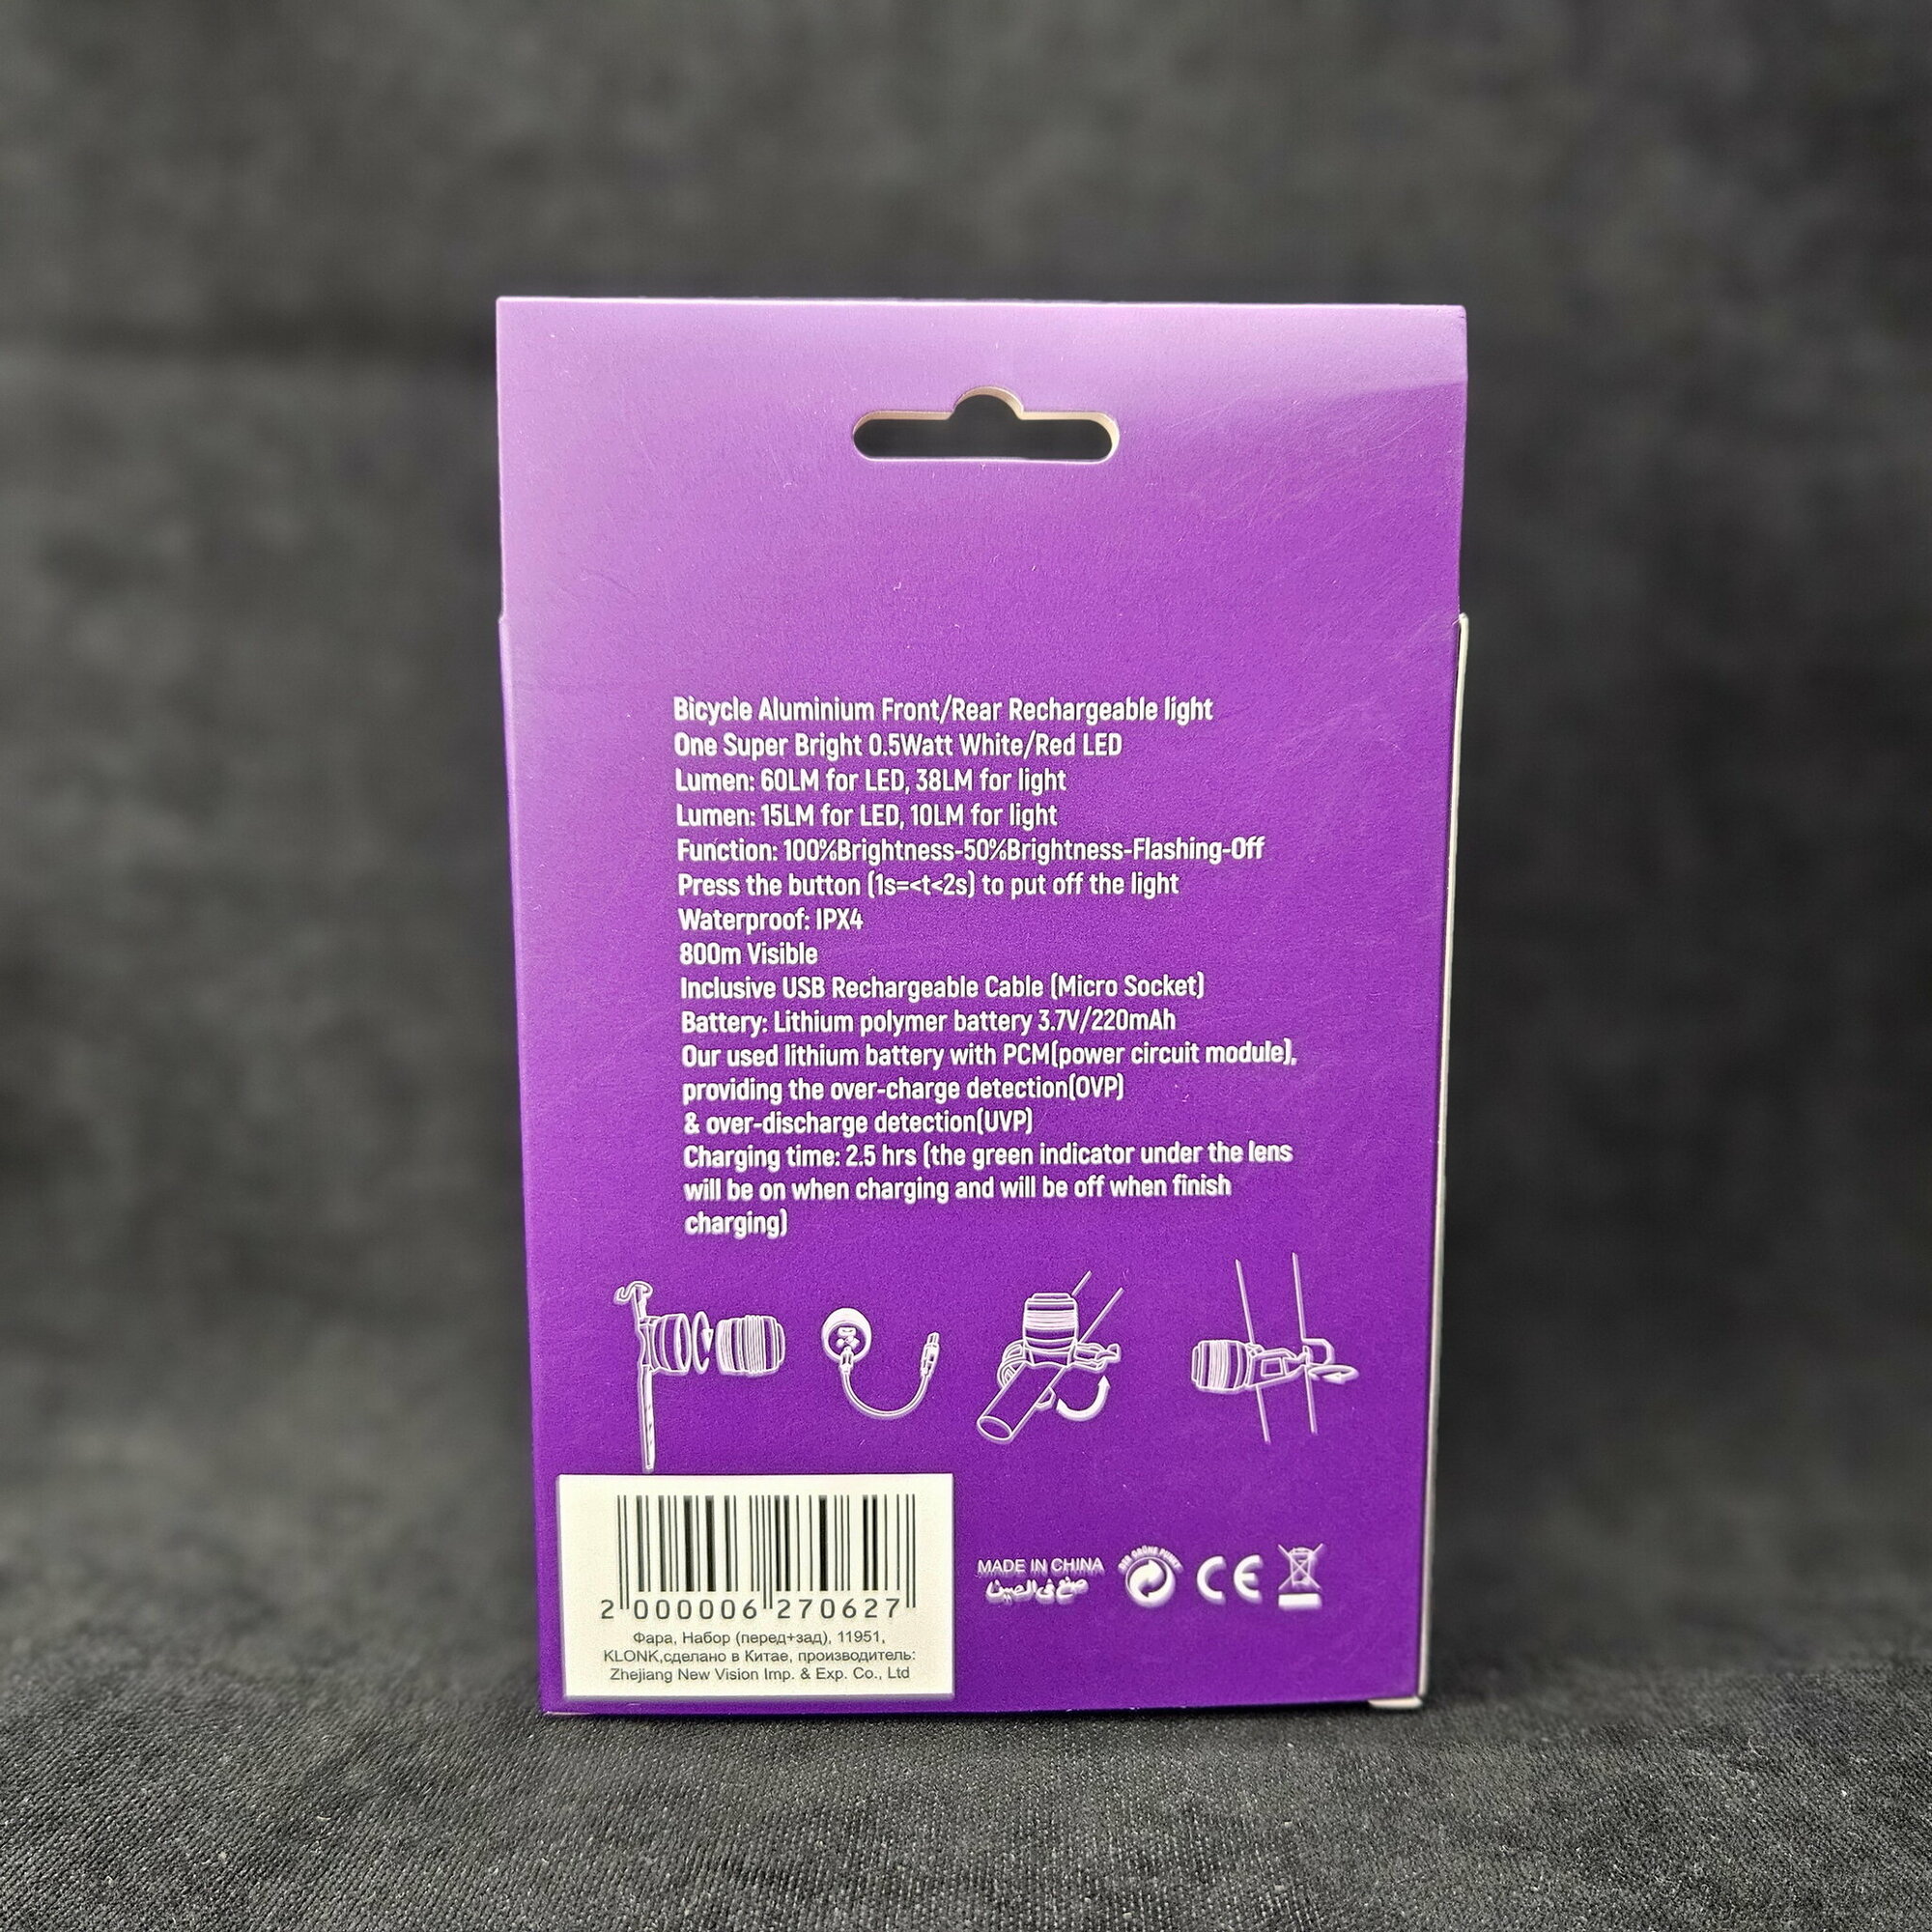 Bicycle Aluminium Front/Rear Rechargeable light
One Super Bright 0.5Watt White/Red LED
Lumen: 60LM for LED, 38LM for light
Lumen: 15LM for LED, 10LM for light
Function: 100%Brightness-50%Brightness-Flashing-Off
Press the button (1s=<t<2s) to put off the light
Waterproof: IPX4
800m Visible
Inclusive USB Rechargeable Cable (Micro Socket)
Battery: Lithium polymer battery 3.7V/220mAh
Our used lithium battery with PCM(power circuit module),
providing the over-charge detection(OVP)
& over-discharge detection(UVP)
Charging time: 2.5 hrs (the green indicator under the lens
will be on when charging and will be off when finish
charging)
2 000006 270627
Фара, Набор (перед+зад), 11951,
KLONK,сделано в Китае, производитель:
Zhejiang New Vision Imp. & Exp. Co., Ltd
MADE IN CHINA
صنع في الصين
DER GRÜNE PUNKT
CE